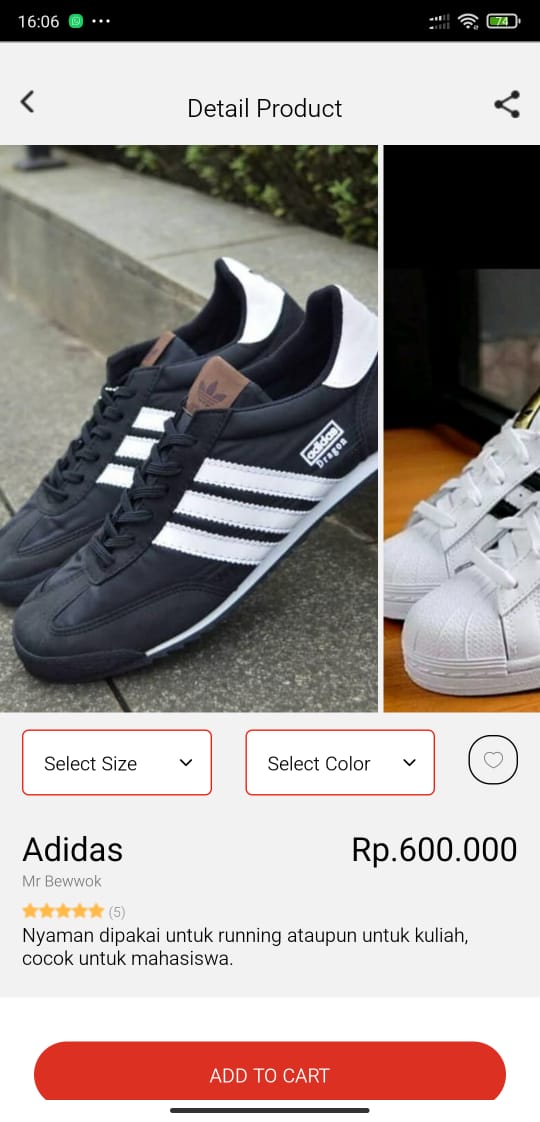 16:06
74
Detail Product
adidas
Dragon
Select Size
Select Color
Adidas
Rp.600.000
Mr Bewwok
(5)
Nyaman dipakai untuk running ataupun untuk kuliah,
cocok untuk mahasiswa.
ADD TO CART